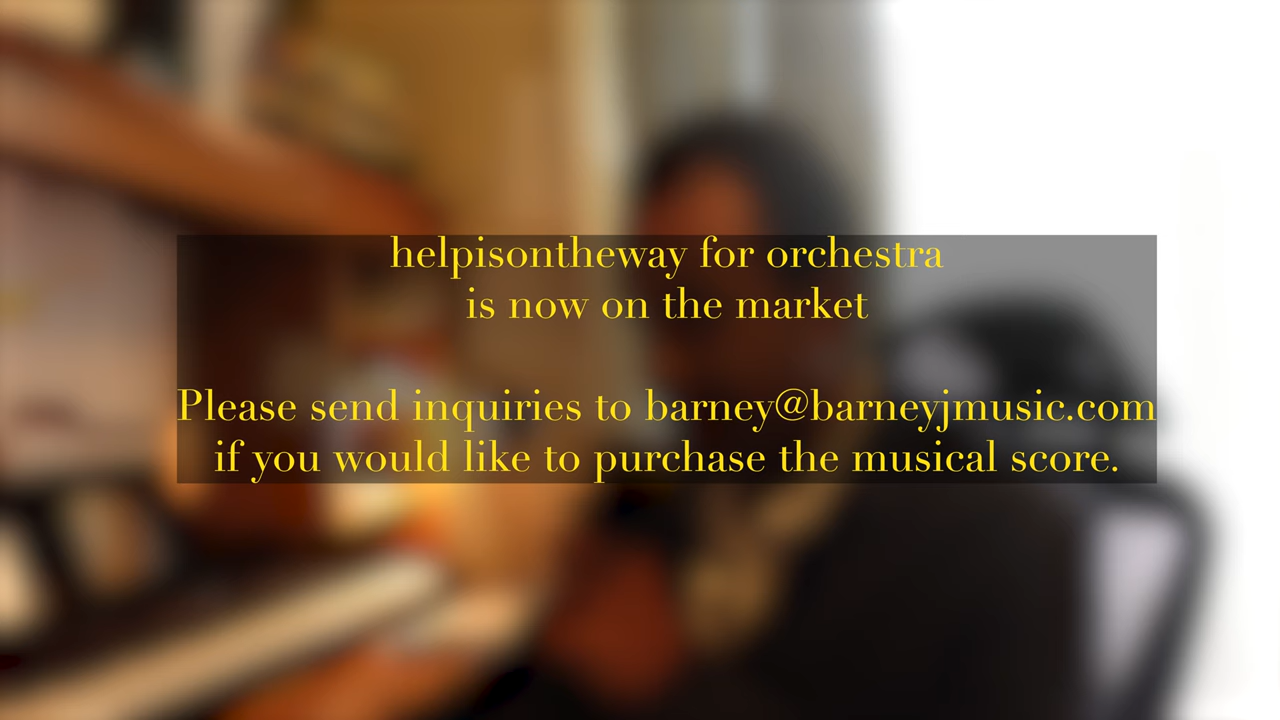 helpisontheway for orchestra
is now on the market
Please send inquiries to barney@barneyjmusic.com
if you would like to purchase the musical score.